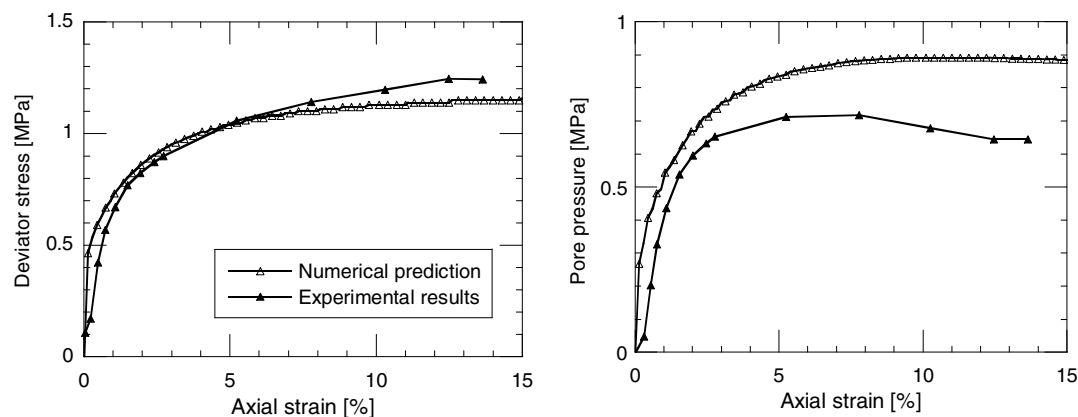 1.5
1
0.5
0
Deviator stress [MPa]
Numerical prediction
Experimental results
0 5 10 15
Axial strain [%]
1
0.5
0
Pore pressure [MPa]
0 5 10 15
Axial strain [%]